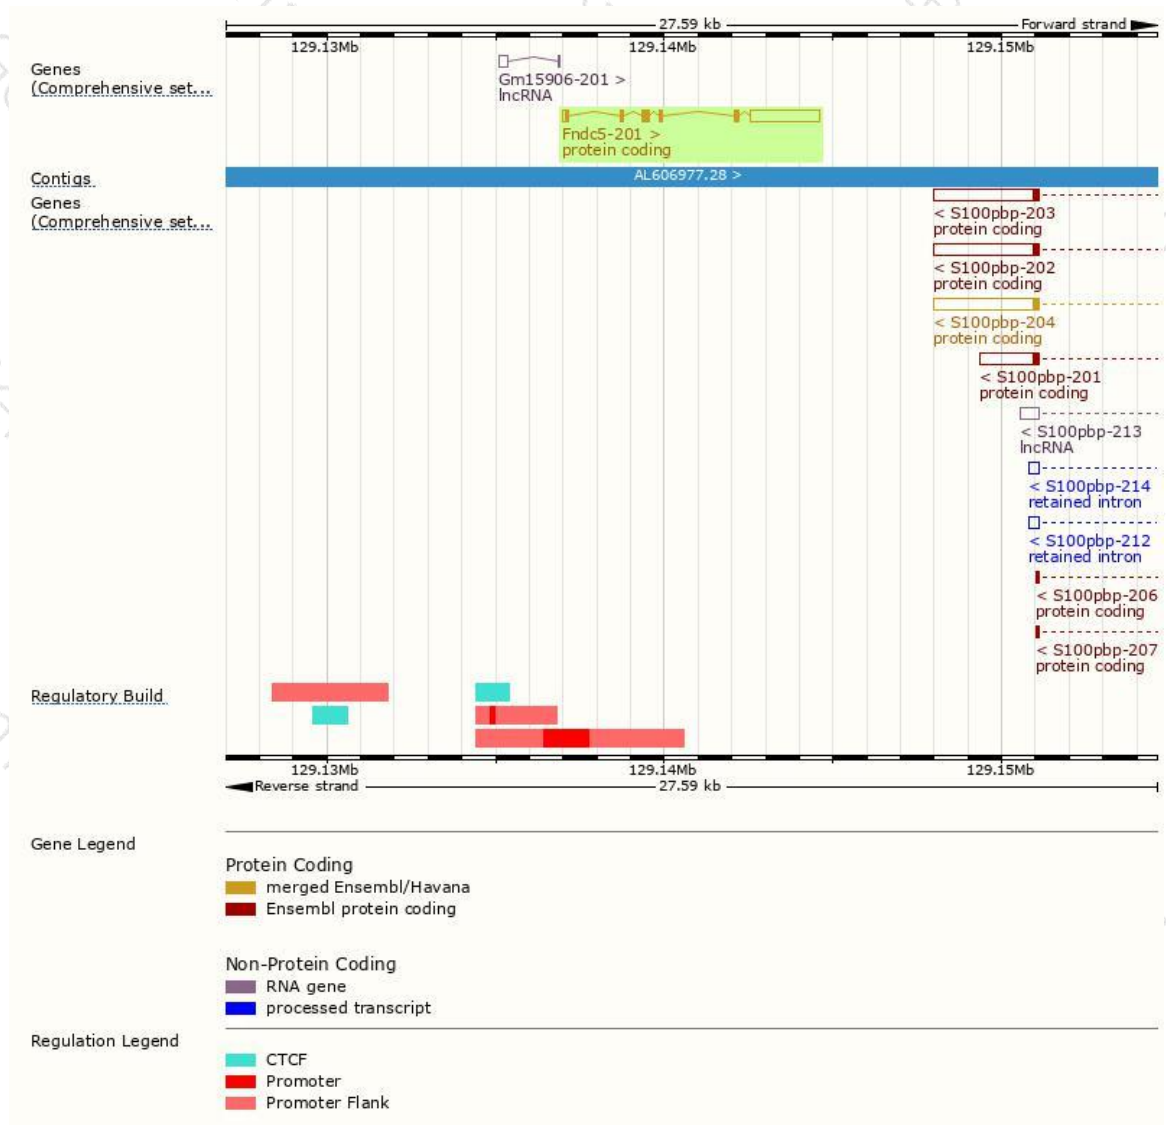 27.59 kb
Forward strand
129.13Mb
129.14Mb
129.15Mb
Genes
(Comprehensive set...
Gm15906-201 >
lncRNA
Fndc5-201 >
protein coding
Contigs
AL606977.28 >
Genes
(Comprehensive set...
< S100pbp-203
protein coding
< S100pbp-202
protein coding
< S100pbp-204
protein coding
< S100pbp-201
protein coding
< S100pbp-213
lncRNA
< S100pbp-214
retained intron
< S100pbp-212
retained intron
< S100pbp-206
protein coding
< S100pbp-207
protein coding
Regulatory Build
129.13Mb
129.14Mb
129.15Mb
Reverse strand
27.59 kb
Gene Legend
Protein Coding
merged Ensembl/Havana
Ensembl protein coding
Non-Protein Coding
RNA gene
processed transcript
Regulation Legend
CTCF
Promoter
Promoter Flank